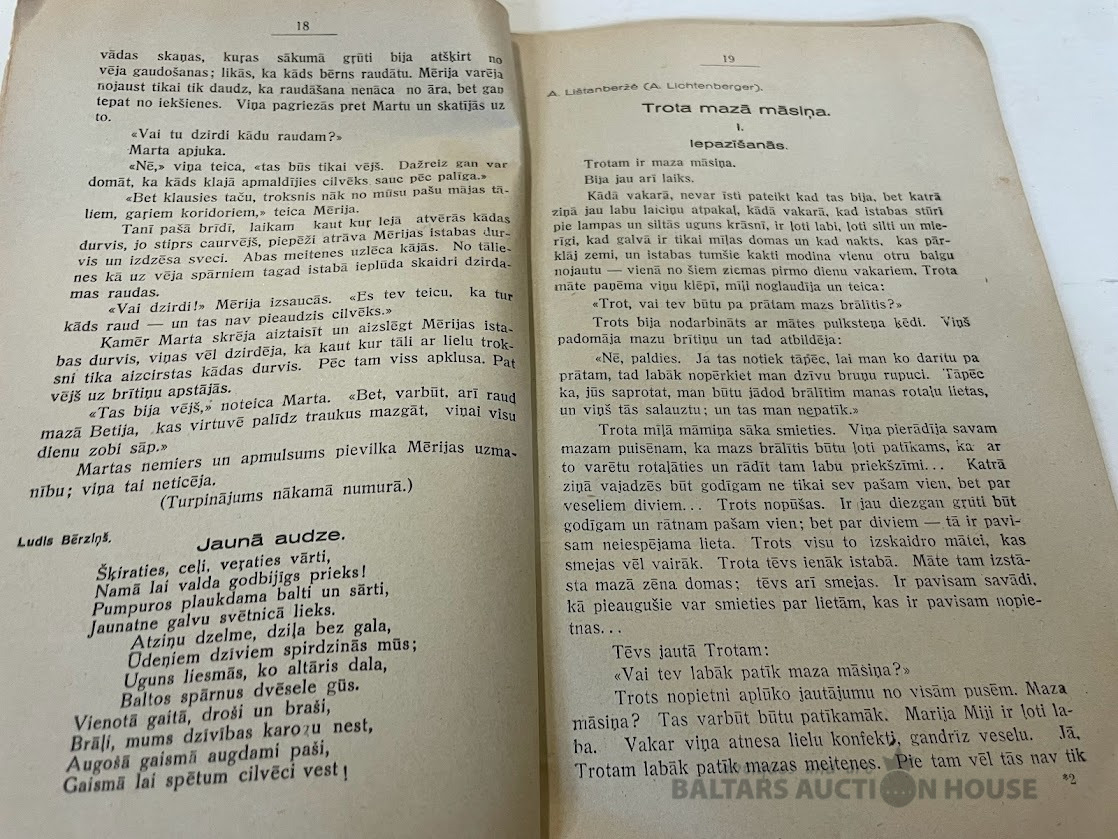 18
vādas skaņas, kuŗas sākumā grūti bija atšķirt no
vēja gaudošanas; likās, ka kāds bērns raudātu. Mērija varēja
nojaust tikai tik daudz, ka raudāšana nenāca no āra, bet gan
tepat no iekšienes. Viņa pagriezās pret Martu un skatījās uz
to.
«Vai tu dzirdi kādu raudam?»
Marta apjuka.
«Nē,» viņa teica, «tas būs tikai vējš. Dažreiz gan var
domāt, ka kāds klajā apmaldījies cilvēks sauc pēc palīga.»
«Bet klausies taču, troksnis nāk no mūsu pašu mājas tā-
liem, gaŗiem koridoriem,» teica Mērija.
Tanī pašā brīdī, laikam kaut kur lejā atvērās kādas
durvis, jo stiprs caurvējš, piepēži atrāva Mērijas istabas dur-
vis un izdzēsa sveci. Abas meitenes uzlēca kājās. No tālie-
nes kā uz vēja spārniem tagad istabā ieplūda skaidri dzirda-
mas raudas.
«Vai dzirdi!» Mērija izsaucās. «Es tev teicu, ka tur
kāds raud — un tas nav pieaudzis cilvēks.»
Kamēr Marta skrēja aiztaisīt un aizslēgt Mērijas ista-
bas durvis, viņas vēl dzirdēja, ka kaut kur tāli ar lielu trok-
sni tika aizcirstas kādas durvis. Pēc tam viss apklusa. Pat
vējš uz brītiņu apstājās.
«Tas bija vējš,» noteica Marta. «Bet, varbūt, arī raud
mazā Betija, kas virtuvē palīdz traukus mazgāt, viņai visu
dienu zobi sāp.»
Martas nemiers un apmulsums pievilka Mērijas uzma-
nību; viņa tai neticēja.
(Turpinājums nākamā numurā.)
Ludis Bērziņš.
Jaunā audze.
Šķiraties, ceļi, veŗaties vārti,
Namā lai valda godbijīgs prieks!
Pumpuros plaukdama balti un sārti,
Jaunatne galvu svētnicā lieks.
Atziņu dzelme, dziļa bez gala,
Ūdeņiem dzīviem spirdzinās mūs;
Uguns liesmās, ko altāris dala,
Baltos spārnus dvēsele gūs.
Vienotā gaitā, droši un braši,
Brāļi, mums dzīvības karogu nest,
Augošā gaismā augdami paši,
Gaismā lai spētum cilvēci vest!
19
A. Lištanberžē (A. Lichtenberger).
Trota mazā māsiņa.
I.
Iepazīšanās.
Trotam ir maza māsiņa.
Bija jau arī laiks.
Kādā vakarā, nevar īsti pateikt kad tas bija, bet katrā
ziņā jau labu laiciņu atpakaļ, kādā vakarā, kad istabas stūrī
pie lampas un siltās uguns krāsnī, ir ļoti labi, ļoti silti un mie-
rīgi, kad galvā ir tikai mīļas domas un kad nakts, kas pār-
klāj zemi, un istabas tumšie kakti modina vienu otru balgu
nojautu — vienā no šiem ziemas pirmo dienu vakariem, Trota
māte paņēma viņu klēpī, mīļi noglaudīja un teica:
«Trot, vai tev būtu pa prātam mazs brālītis?»
Trots bija nodarbināts ar mātes pulksteņa ķēdi. Viņš
padomāja mazu brītiņu un tad atbildēja:
«Nē, paldies. Ja tas notiek tāpēc, lai man ko darītu pa
prātam, tad labāk nopērkiet man dzīvu bruņu rupuci. Tāpēc
ka, jūs saprotat, man būtu jādod brālītim manas rotaļu lietas,
un viņš tās salauztu; un tas man nepatīk.»
Trota mīļā māmiņa sāka smieties. Viņa pierādīja savam
mazam puisēnam, ka mazs brālītis būtu ļoti patīkams, ka ar
to varētu rotaļāties un rādīt tam labu priekšzīmi... Katrā
ziņā vajadzēs būt godīgam ne tikai sev pašam vien, bet par
veseliem diviem... Trots nopūšas. Ir jau diezgan grūti būt
godīgam un rātnam pašam vien; bet par diviem — tā ir pavi-
sam neiespējama lieta. Trots visu to izskaidro mātei, kas
smejas vēl vairāk. Trota tēvs ienāk istabā. Māte tam izstā-
sta mazā zēna domas; tēvs arī smejas. Ir pavisam savādi,
kā pieaugušie var smieties par lietām, kas ir pavisam nopie-
tnas...
Tēvs jautā Trotam:
«Vai tev labāk patīk maza māsiņa?»
Trots nopietni aplūko jautājumu no visām pusēm. Maza
māsiņa? Tas varbūt būtu patīkamāk. Marija Miji ir ļoti la-
ba. Vakar viņa atnesa lielu konfekti, gandrīz veselu. Jā,
Trotam labāk patīk mazas meitenes. Pie tam vēl tās nav tik
*2
BALTARS AUCTION HOUSE